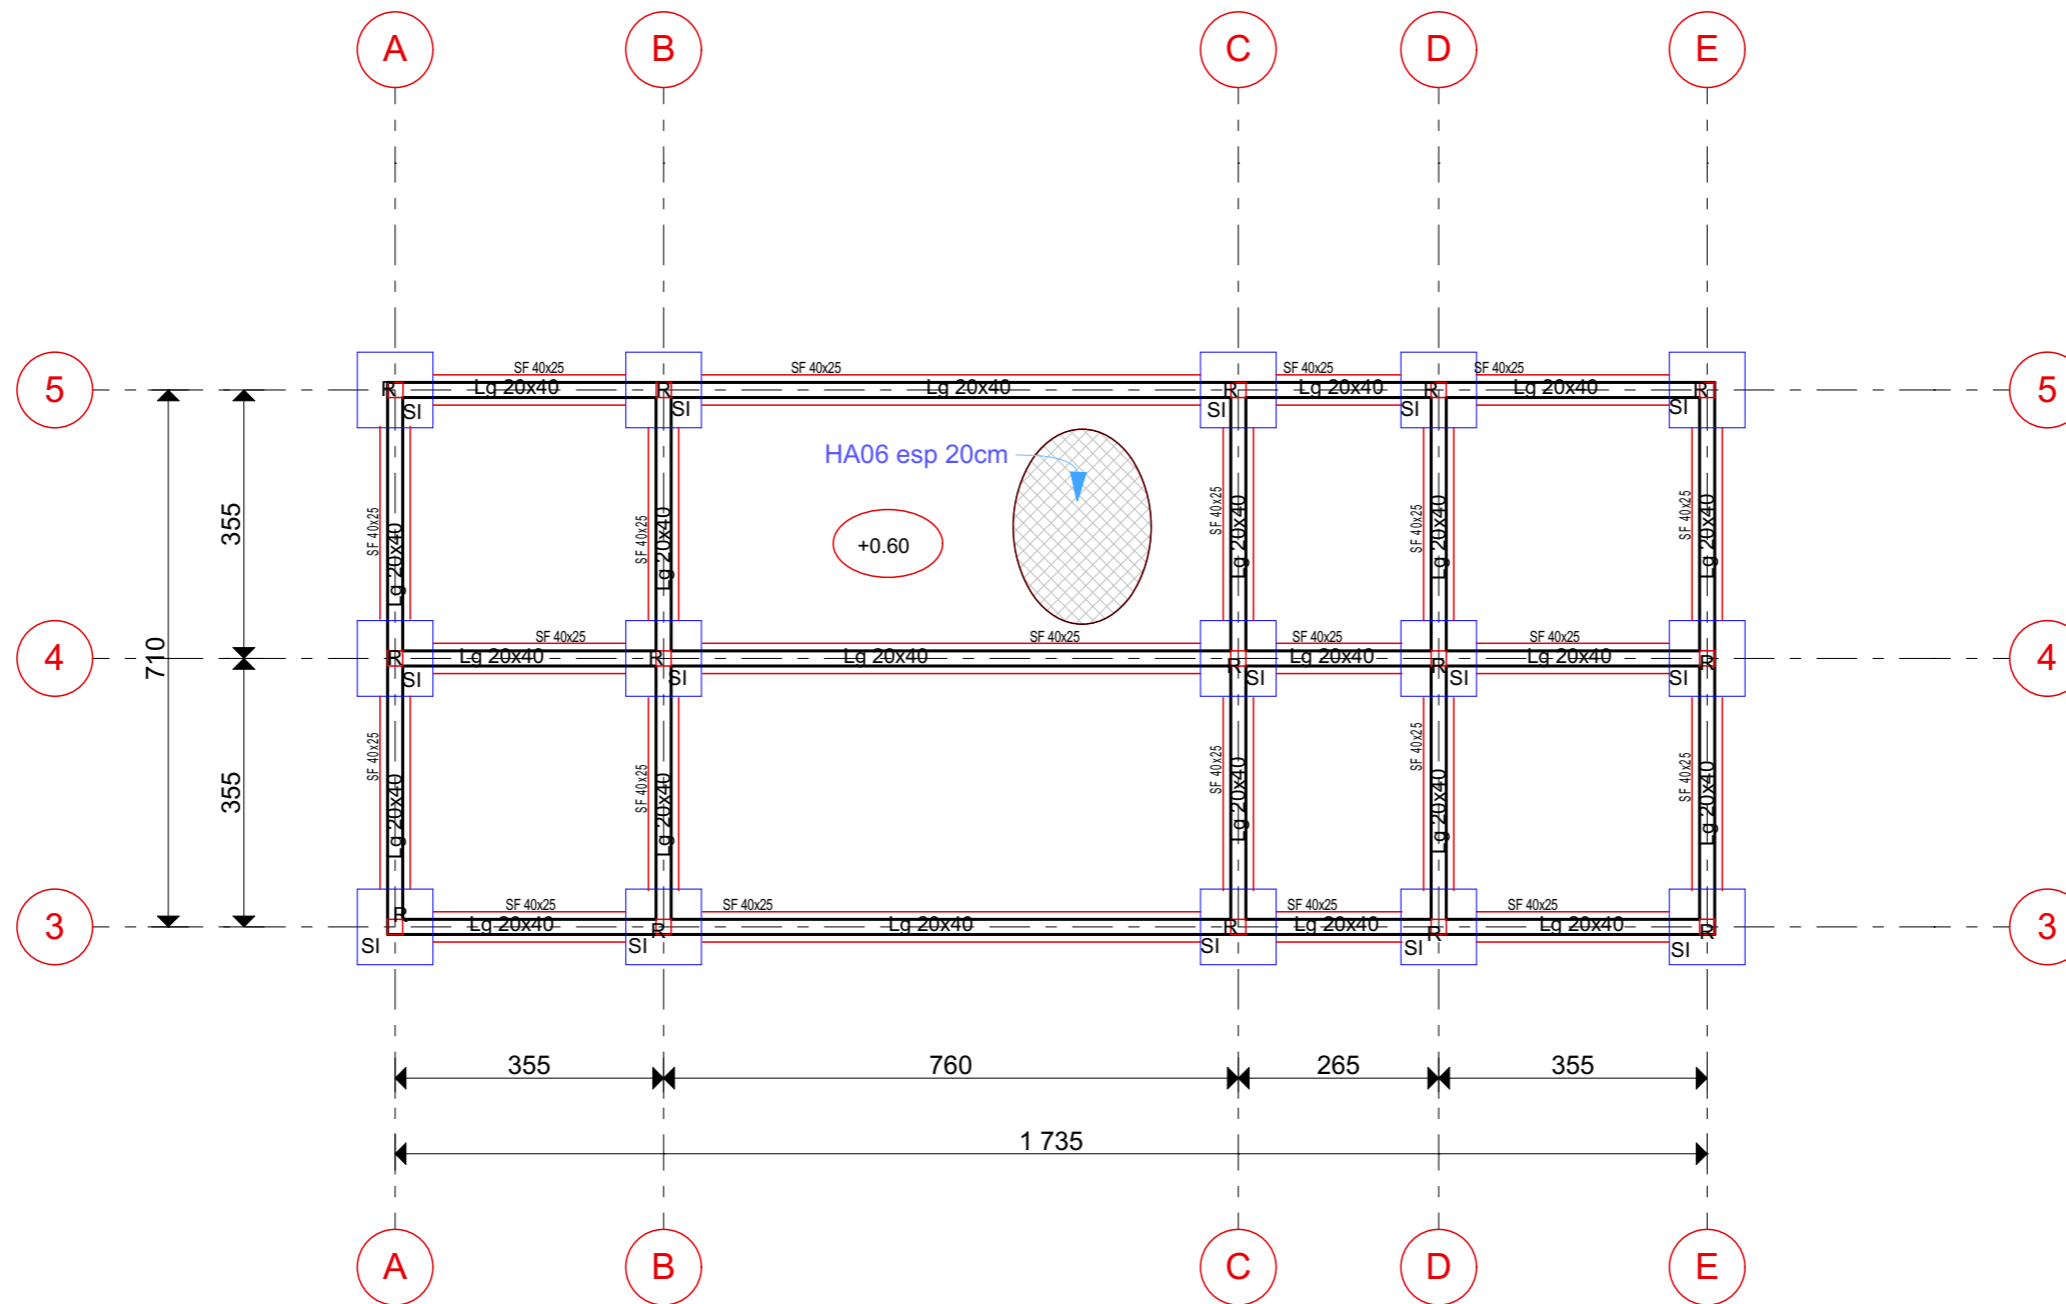 A B C D E
SF 40x25 SF 40x25 SF 40x25 SF 40x25
5 R Lg 20x40 R Lg 20x40 R Lg 20x40 R Lg 20x40 R 5
SI SI SI SI SI
HA06 esp 20cm
+0.60
355
SF 40x25 Lg 20x40 SF 40x25 Lg 20x40 SF 40x25 Lg 20x40 SF 40x25 Lg 20x40 SF 40x25 Lg 20x40
710
SF 40x25 SF 40x25 SF 40x25 SF 40x25
4 R Lg 20x40 R Lg 20x40 R Lg 20x40 R Lg 20x40 R 4
SI SI SI SI SI
355
SF 40x25 Lg 20x40 SF 40x25 Lg 20x40 SF 40x25 Lg 20x40 SF 40x25 Lg 20x40 SF 40x25 Lg 20x40
SF 40x25 SF 40x25 SF 40x25 SF 40x25
3 R Lg 20x40 R Lg 20x40 R Lg 20x40 R Lg 20x40 R 3
SI SI SI SI SI
355 760 265 355
1 735
A B C D E